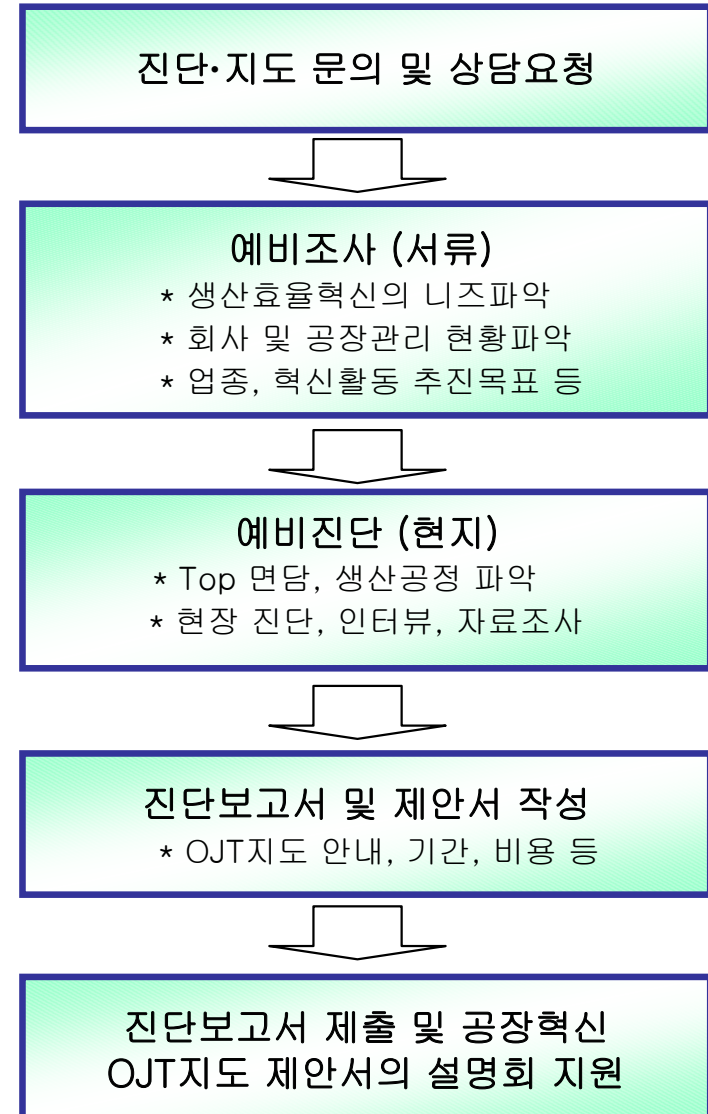 진단·지도 문의 및 상담요청
예비조사 (서류)
* 생산효율혁신의 니즈파악
* 회사 및 공장관리 현황파악
* 업종, 혁신활동 추진목표 등
예비진단 (현지)
* Top 면담, 생산공정 파악
* 현장 진단, 인터뷰, 자료조사
진단보고서 및 제안서 작성
* OJT지도 안내, 기간, 비용 등
진단보고서 제출 및 공장혁신
OJT지도 제안서의 설명회 지원